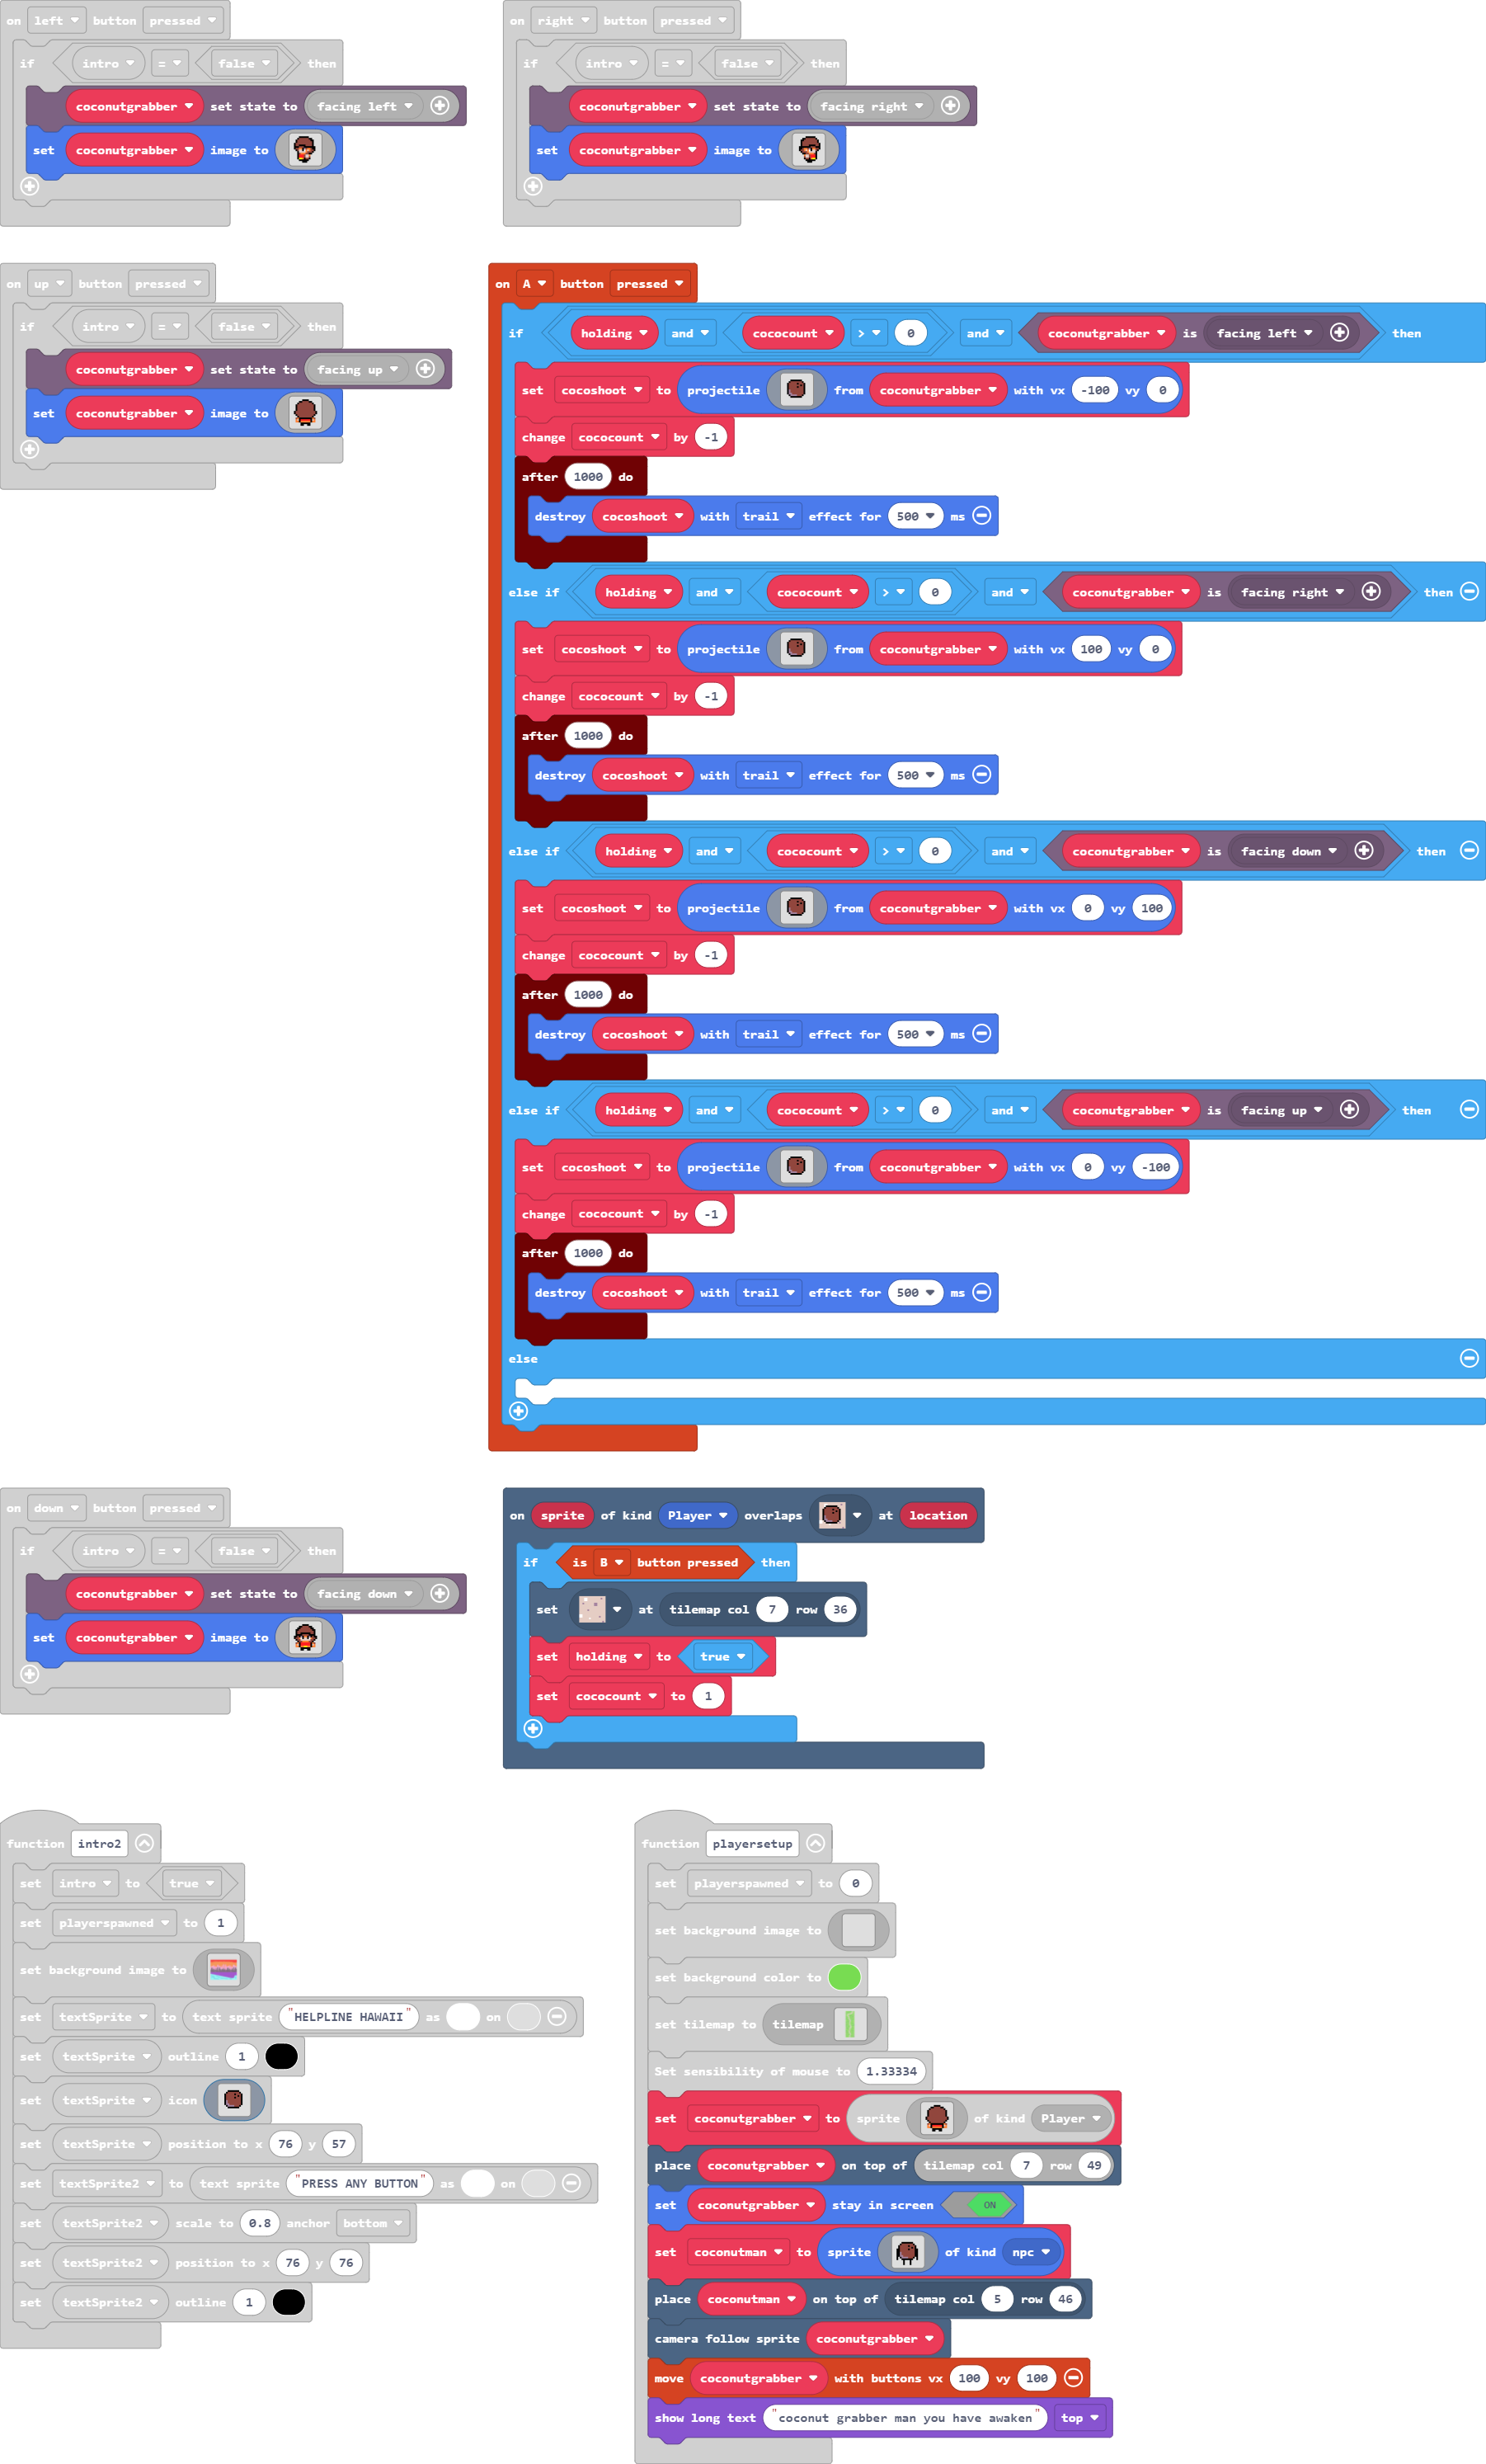 on left button pressed
if intro = false then
coconutgrabber set state to facing left
set coconutgrabber image to
on right button pressed
if intro = false then
coconutgrabber set state to facing right
set coconutgrabber image to
on up button pressed
if intro = false then
coconutgrabber set state to facing up
set coconutgrabber image to
on A button pressed
if holding and cococount > 0 and coconutgrabber is facing left then
set cocoshoot to projectile from coconutgrabber with vx -100 vy 0
change cococount by -1
after 1000 do
destroy cocoshoot with trail effect for 500 ms
else if holding and cococount > 0 and coconutgrabber is facing right then
set cocoshoot to projectile from coconutgrabber with vx 100 vy 0
change cococount by -1
after 1000 do
destroy cocoshoot with trail effect for 500 ms
else if holding and cococount > 0 and coconutgrabber is facing down then
set cocoshoot to projectile from coconutgrabber with vx 0 vy 100
change cococount by -1
after 1000 do
destroy cocoshoot with trail effect for 500 ms
else if holding and cococount > 0 and coconutgrabber is facing up then
set cocoshoot to projectile from coconutgrabber with vx 0 vy -100
change cococount by -1
after 1000 do
destroy cocoshoot with trail effect for 500 ms
else
on down button pressed
if intro = false then
coconutgrabber set state to facing down
set coconutgrabber image to
on sprite of kind Player overlaps at location
if is B button pressed then
set at tilemap col 7 row 36
set holding to true
set cococount to 1
function intro2
set intro to true
set playerspawned to 1
set background image to
set textSprite to text sprite "HELPLINE HAWAII" as on
set textSprite outline 1
set textSprite icon
set textSprite position to x 76 y 57
set textSprite2 to text sprite "PRESS ANY BUTTON" as on
set textSprite2 scale to 0.8 anchor bottom
set textSprite2 position to x 76 y 76
set textSprite2 outline 1
function playersetup
set playerspawned to 0
set background image to
set background color to
set tilemap to tilemap
Set sensibility of mouse to 1.33334
set coconutgrabber to sprite of kind Player
place coconutgrabber on top of tilemap col 7 row 49
set coconutgrabber stay in screen ON
set coconutman to sprite of kind npc
place coconutman on top of tilemap col 5 row 46
camera follow sprite coconutgrabber
move coconutgrabber with buttons vx 100 vy 100
show long text "coconut grabber man you have awaken" top